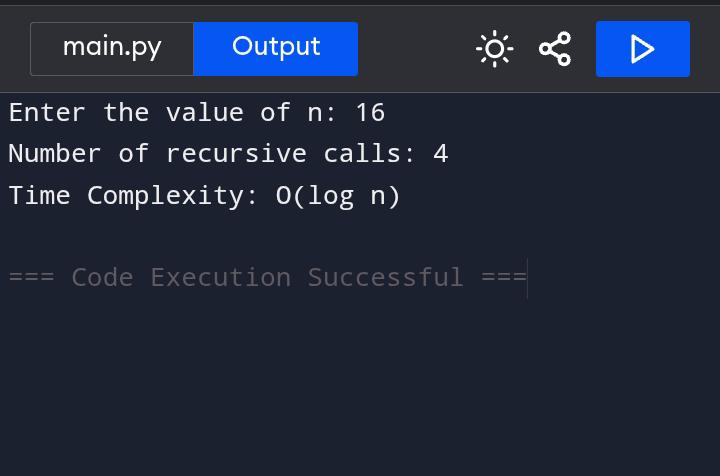 main.py Output
Enter the value of n: 16
Number of recursive calls: 4
Time Complexity: O(log n)
=== Code Execution Successful ===